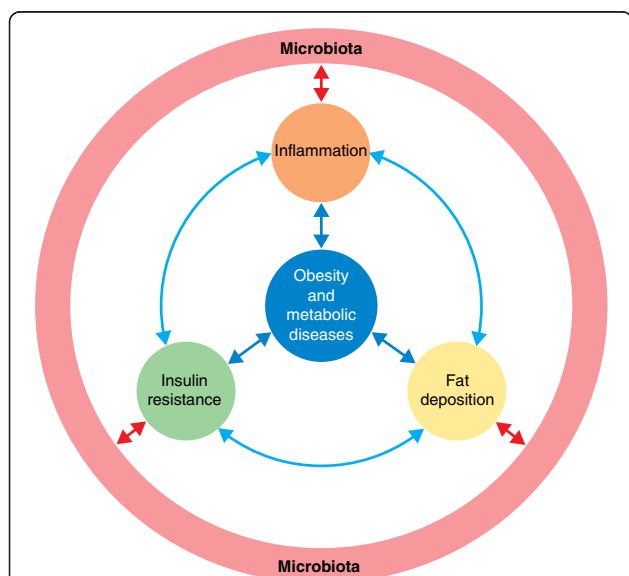 Microbiota
Inflammation
Obesity
and
metabolic
diseases
Insulin
resistance
Fat
deposition
Microbiota